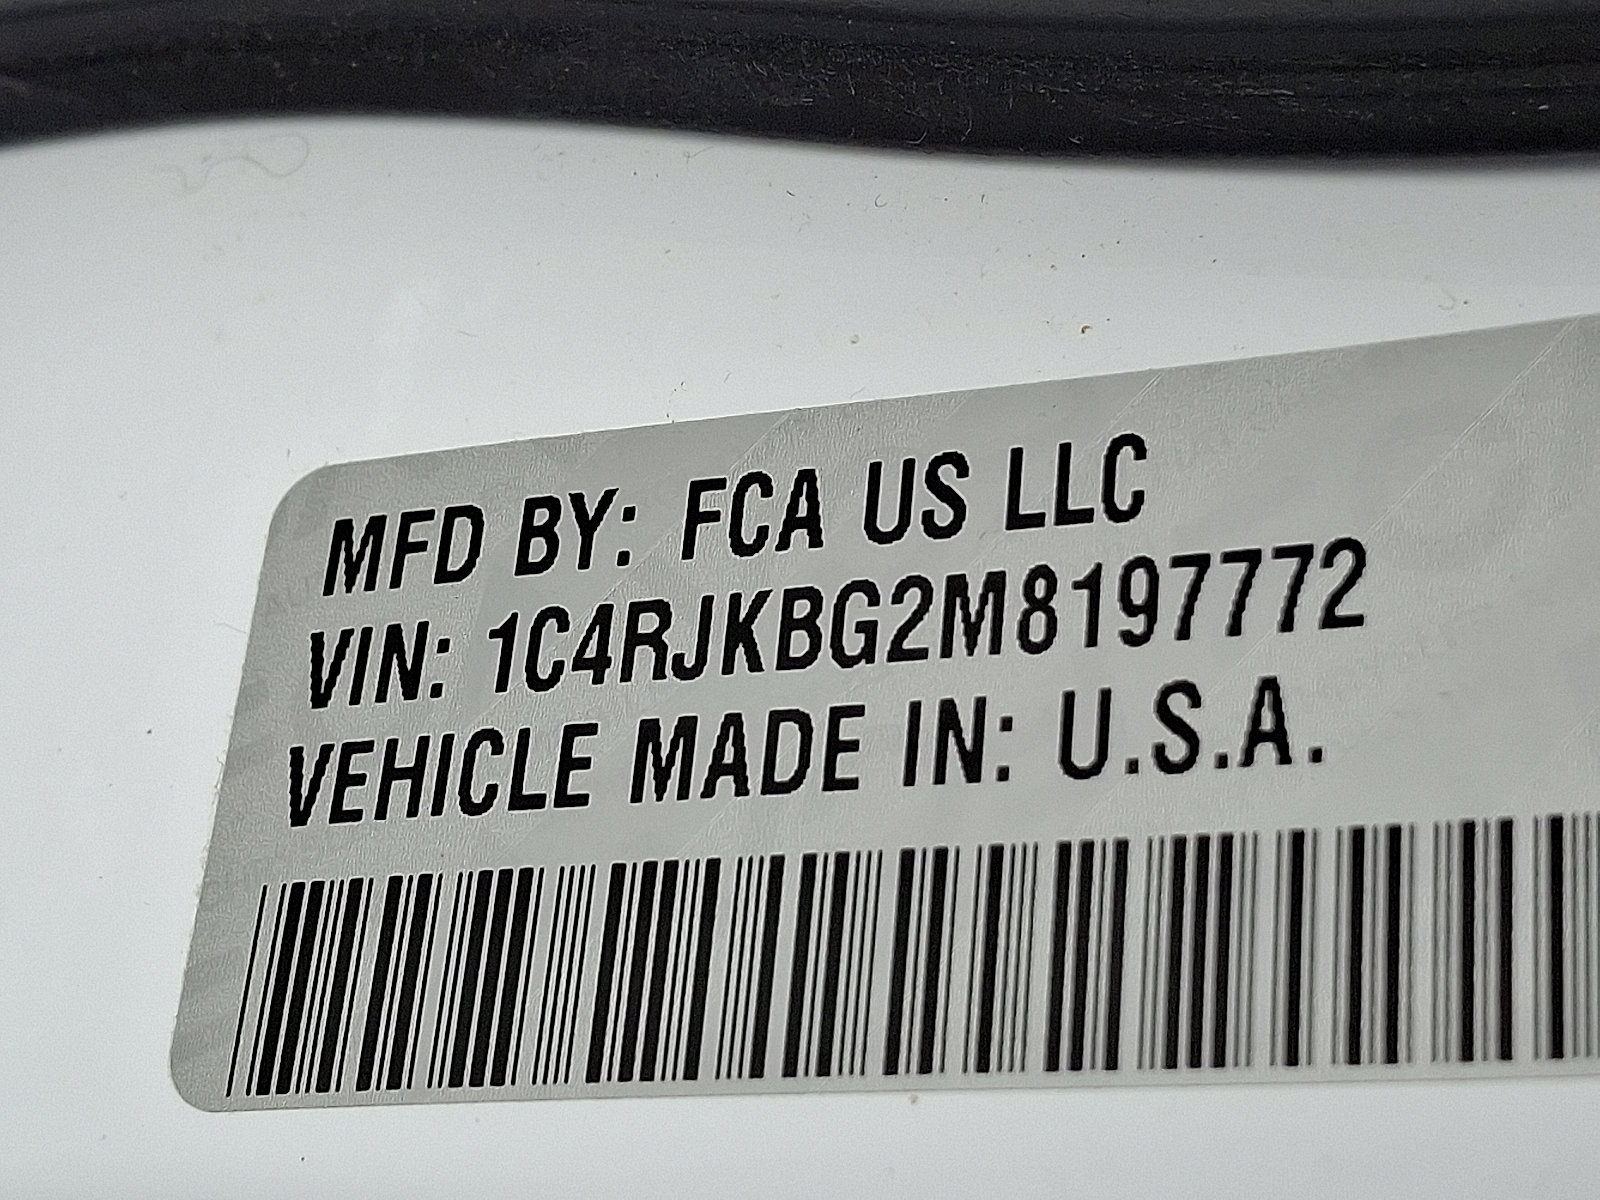 MFD BY: FCA US LLC
VIN: 1C4RJKBG2M8197772
VEHICLE MADE IN: U.S.A.